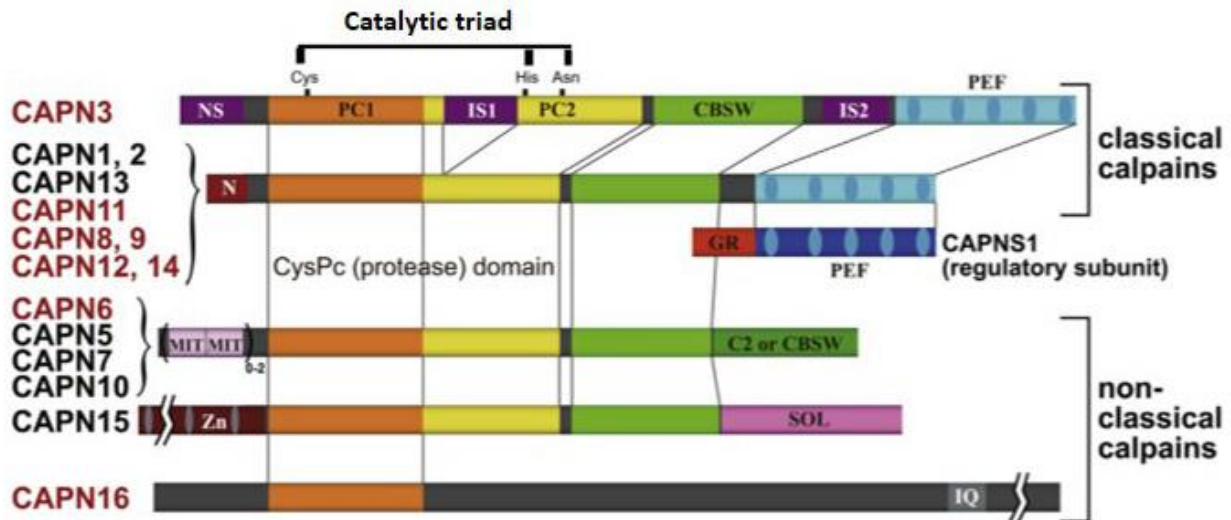 Catalytic triad
Cys His Asn
PEF
CAPN3 NS PC1 IS1 PC2 CBSW IS2
classical
calpains
CAPN1, 2
CAPN13
CAPN11
CAPN8, 9
CAPN12, 14
N
GR
PEF
CAPNS1
(regulatory subunit)
CysPc (protease) domain
CAPN6
CAPN5
CAPN7
CAPN10
(MIT MIT) 0-2
C2 or CBSW
CAPN15 Zn SOL
non-
classical
calpains
CAPN16 IQ